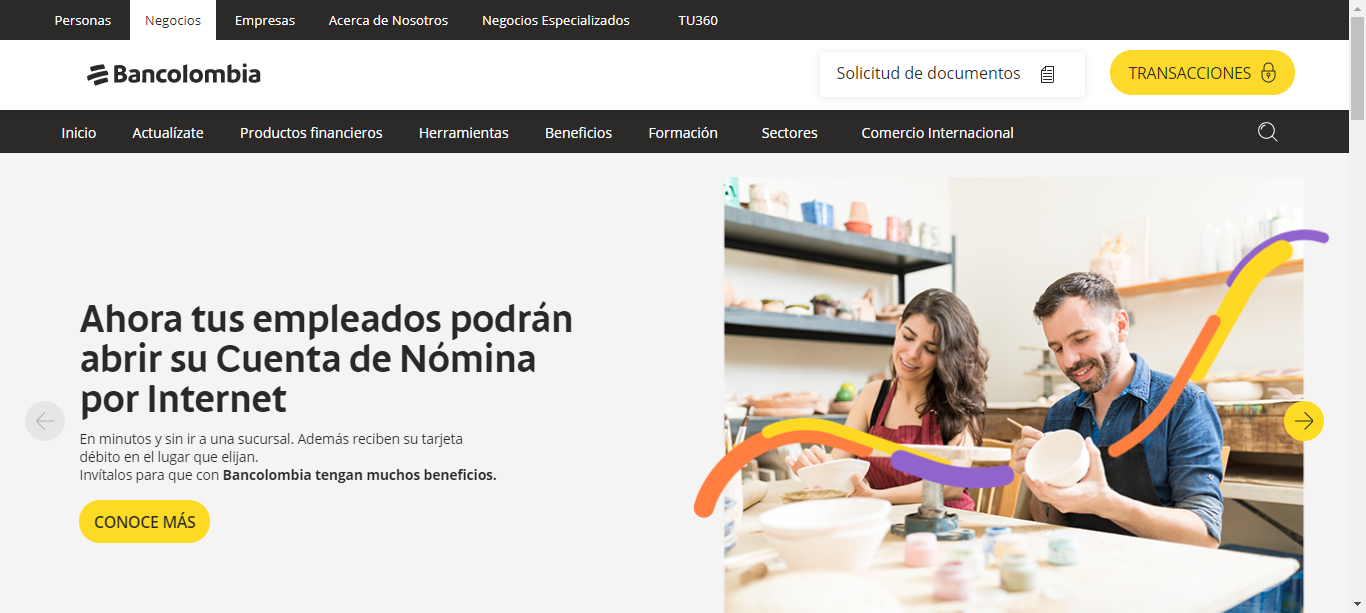 Personas Negocios Empresas Acerca de Nosotros Negocios Especializados TU360
Bancolombia Solicitud de documentos TRANSACCIONES
Inicio Actualízate Productos financieros Herramientas Beneficios Formación Sectores Comercio Internacional
Ahora tus empleados podrán
abrir su Cuenta de Nómina
por Internet
En minutos y sin ir a una sucursal. Además reciben su tarjeta
débito en el lugar que elijan.
Invítalos para que con Bancolombia tengan muchos beneficios.
CONOCE MÁS